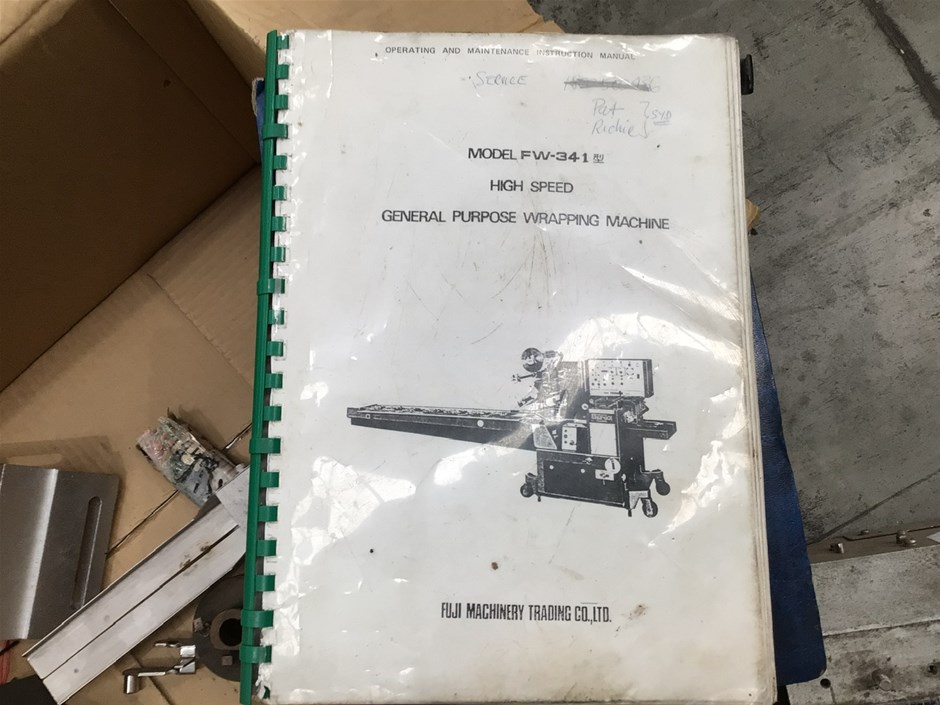 OPERATING AND MAINTENANCE INSTRUCTION MANUAL
SERVICE
Pat
Richie
SYD
MODEL FW-341型
HIGH SPEED
GENERAL PURPOSE WRAPPING MACHINE
FUJI MACHINERY TRADING CO.,LTD.